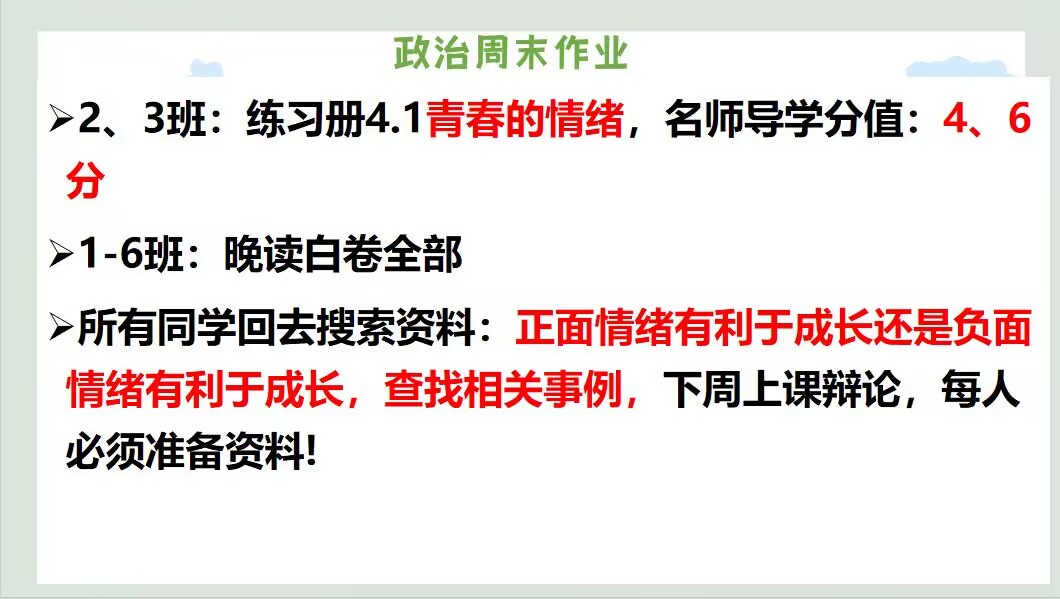 政治周末作业
➢2、3班：练习册4.1青春的情绪，名师导学分值：4、6
分
➢1-6班：晚读白卷全部
➢所有同学回去搜索资料：正面情绪有利于成长还是负面
情绪有利于成长，查找相关事例，下周上课辩论，每人
必须准备资料!